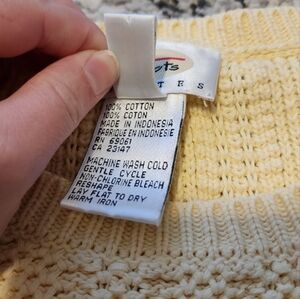 ots
TES
100% COTTON
100% COTON
MADE IN INDONESIA
FABRIQUE EN INDONESIE
RN 69061
CA 23147
MACHINE WASH COLD
GENTLE CYCLE
NON-CHLORINE BLEACH
RESHAPE
LAY FLAT TO DRY
WARM IRON